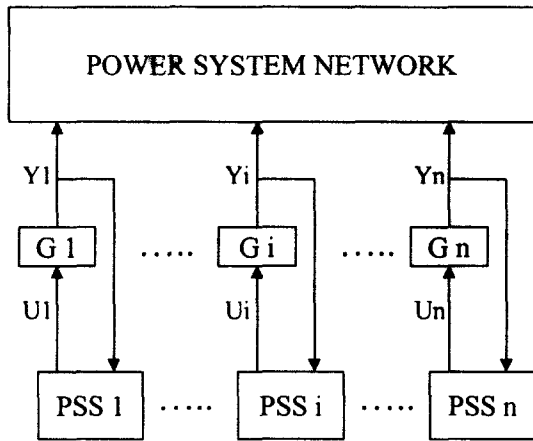 POWER SYSTEM NETWORK
Y1 Yi Yn
G 1 ..... G i ..... G n
U1 Ui Un
PSS 1 ..... PSS i ..... PSS n